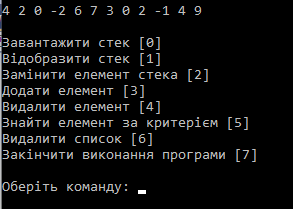 4 2 0 -2 6 7 3 0 2 -1 4 9
Завантажити стек [0]
Відобразити стек [1]
Замінити елемент стека [2]
Додати елемент [3]
Видалити елемент [4]
Знайти елемент за критерієм [5]
Видалити список [6]
Закінчити виконання програми [7]
Оберіть команду: